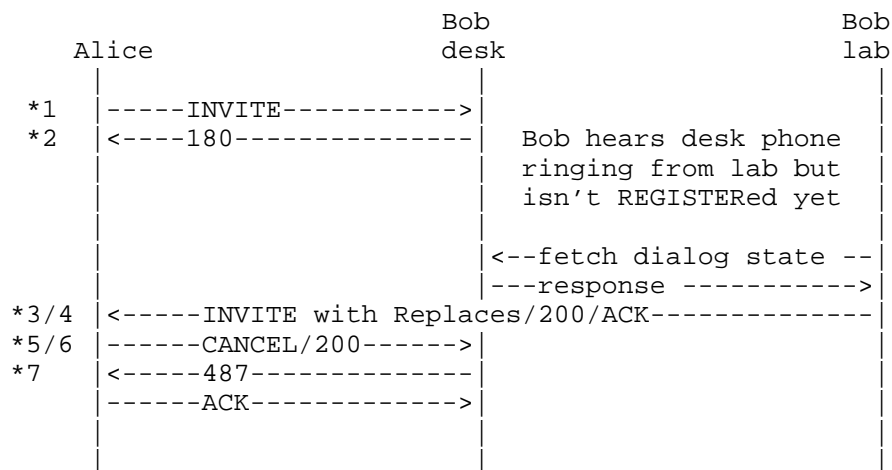 Bob Bob
Alice desk lab
| | |
*1 |-----INVITE----------->| |
*2 |<----180---------------| Bob hears desk phone |
| | ringing from lab but |
| | isn't REGISTERed yet |
| | |
| |<--fetch dialog state --|
| |---response ----------->|
*3/4 |<-----INVITE with Replaces/200/ACK--------------|
*5/6 |------CANCEL/200------>| |
*7 |<-----487--------------| |
|------ACK------------->| |
| | |
| | |